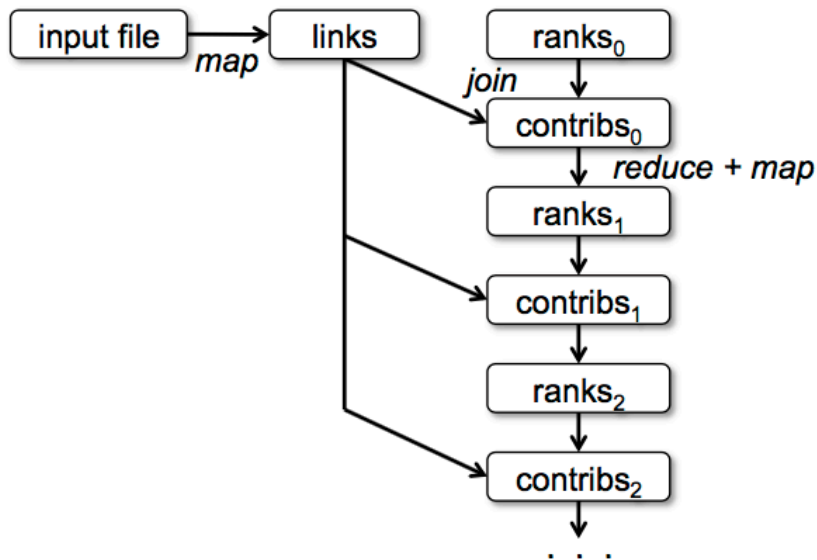 input file
map
links
ranks₀
join
contribs₀
reduce + map
ranks₁
contribs₁
ranks₂
contribs₂
. . .